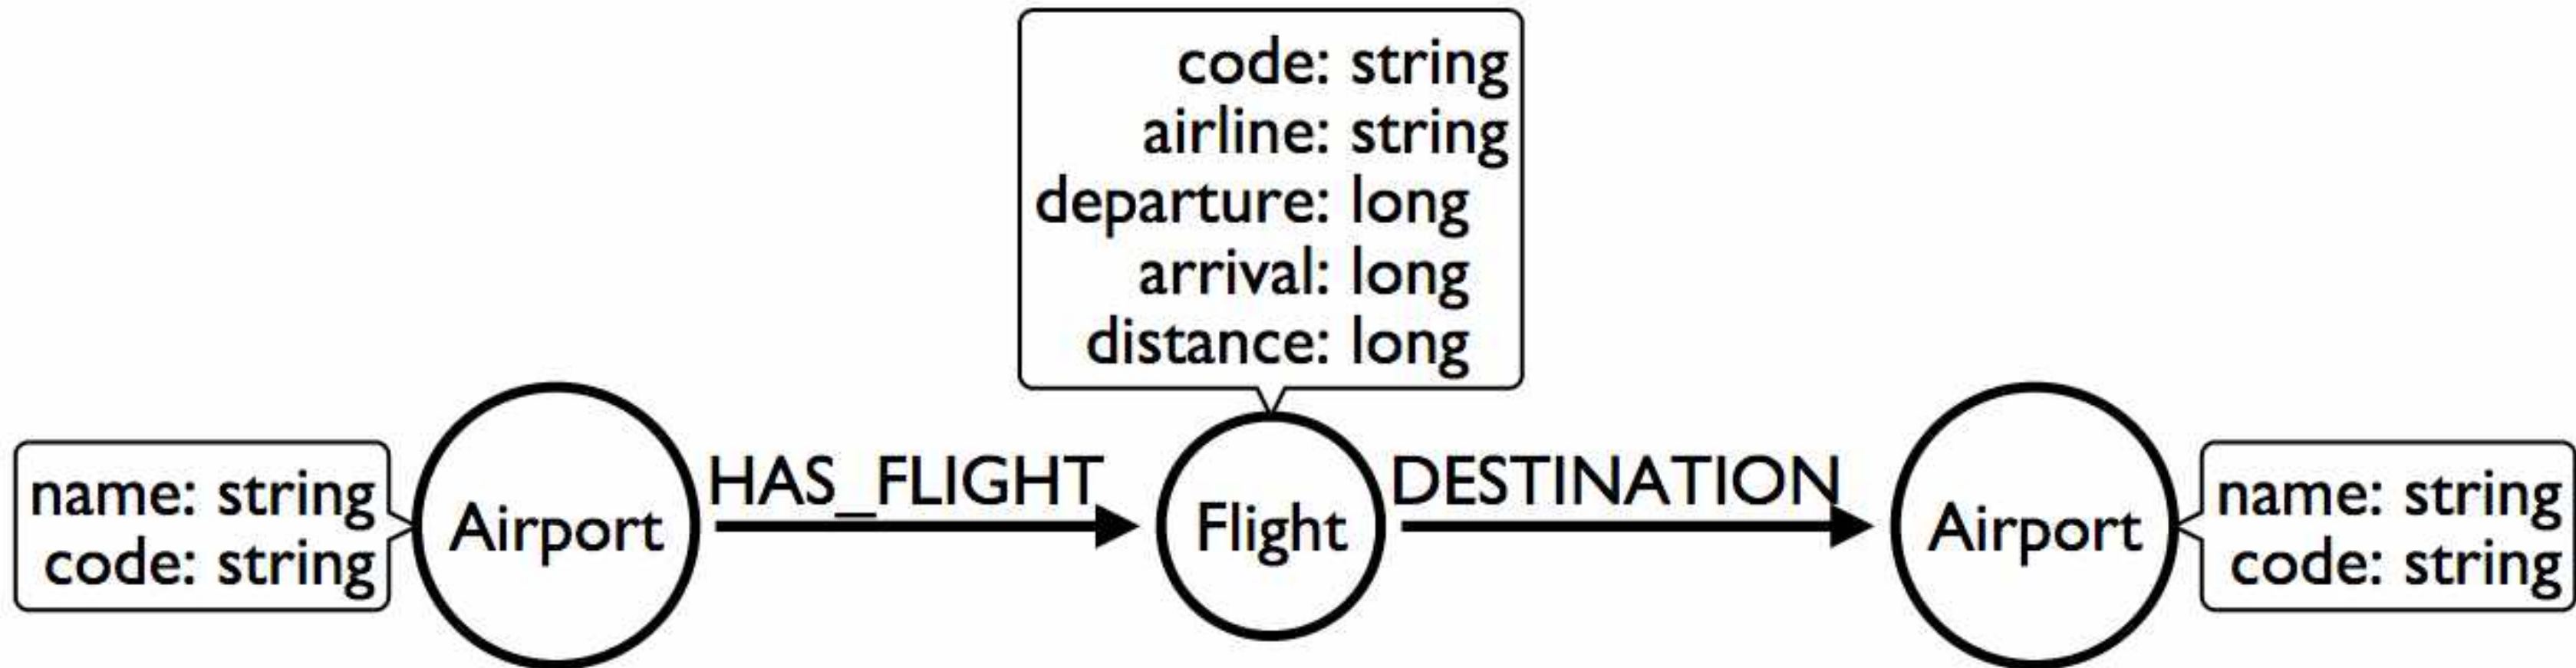 code: string
airline: string
departure: long
arrival: long
distance: long
name: string
code: string
Airport
HAS_FLIGHT
Flight
DESTINATION
Airport
name: string
code: string